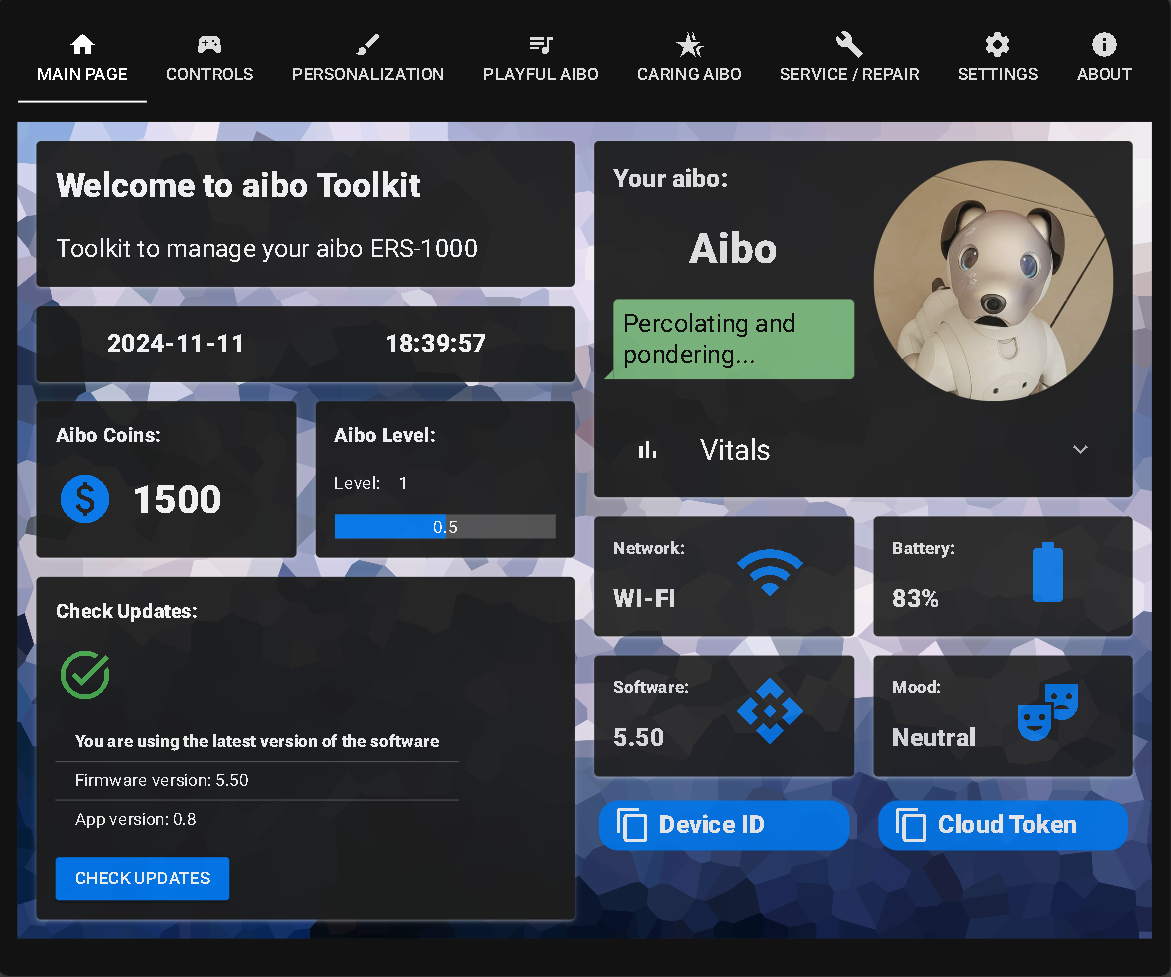 MAIN PAGE
CONTROLS
PERSONALIZATION
PLAYFUL AIBO
CARING AIBO
SERVICE / REPAIR
SETTINGS
ABOUT
Welcome to aibo Toolkit
Toolkit to manage your aibo ERS-1000
2024-11-11 18:39:57
Aibo Coins:
1500
Aibo Level:
Level: 1
0.5
Check Updates:
You are using the latest version of the software
Firmware version: 5.50
App version: 0.8
CHECK UPDATES
Your aibo:
Aibo
Percolating and
pondering...
Vitals
Network:
WI-FI
Battery:
83%
Software:
5.50
Mood:
Neutral
Device ID
Cloud Token